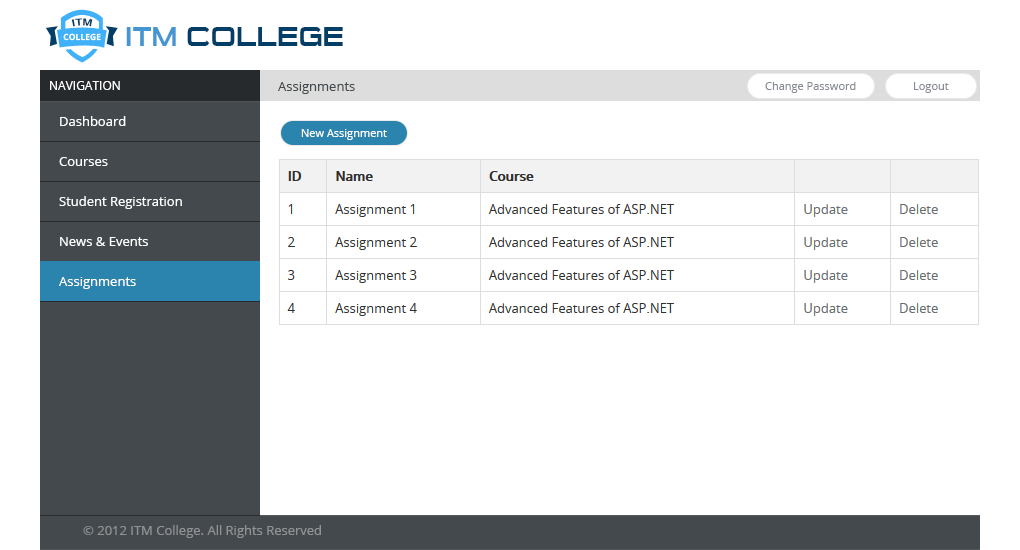 ITM
COLLEGE
ITM COLLEGE
NAVIGATION
Assignments
Change Password
Logout
Dashboard
Courses
Student Registration
News & Events
Assignments
New Assignment
ID Name Course
1 Assignment 1 Advanced Features of ASP.NET Update Delete
2 Assignment 2 Advanced Features of ASP.NET Update Delete
3 Assignment 3 Advanced Features of ASP.NET Update Delete
4 Assignment 4 Advanced Features of ASP.NET Update Delete
© 2012 ITM College. All Rights Reserved